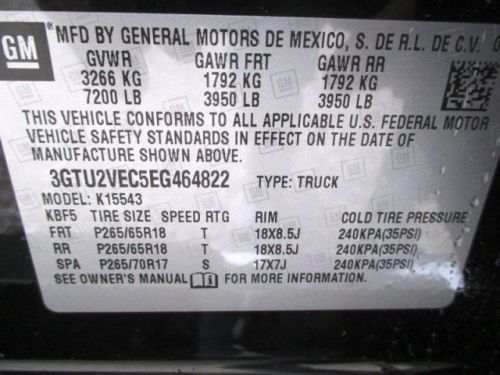 GM
MFD BY GENERAL MOTORS DE MEXICO, S. DE R.L. DE C.V.
GVWR GAWR FRT GAWR RR
3266 KG 1792 KG 1792 KG
7200 LB 3950 LB 3950 LB
THIS VEHICLE CONFORMS TO ALL APPLICABLE U.S. FEDERAL MOTOR
VEHICLE SAFETY STANDARDS IN EFFECT ON THE DATE OF
MANUFACTURE SHOWN ABOVE.
3GTU2VEC5EG464822 TYPE: TRUCK
MODEL: K15543
KBF5 TIRE SIZE SPEED RTG RIM COLD TIRE PRESSURE
FRT P265/65R18 T 18X8.5J 240KPA(35PSI)
RR P265/65R18 T 18X8.5J 240KPA(35PSI)
SPA P265/70R17 S 17X7J 240KPA(35PSI)
SEE OWNER'S MANUAL FOR MORE INFORMATION.